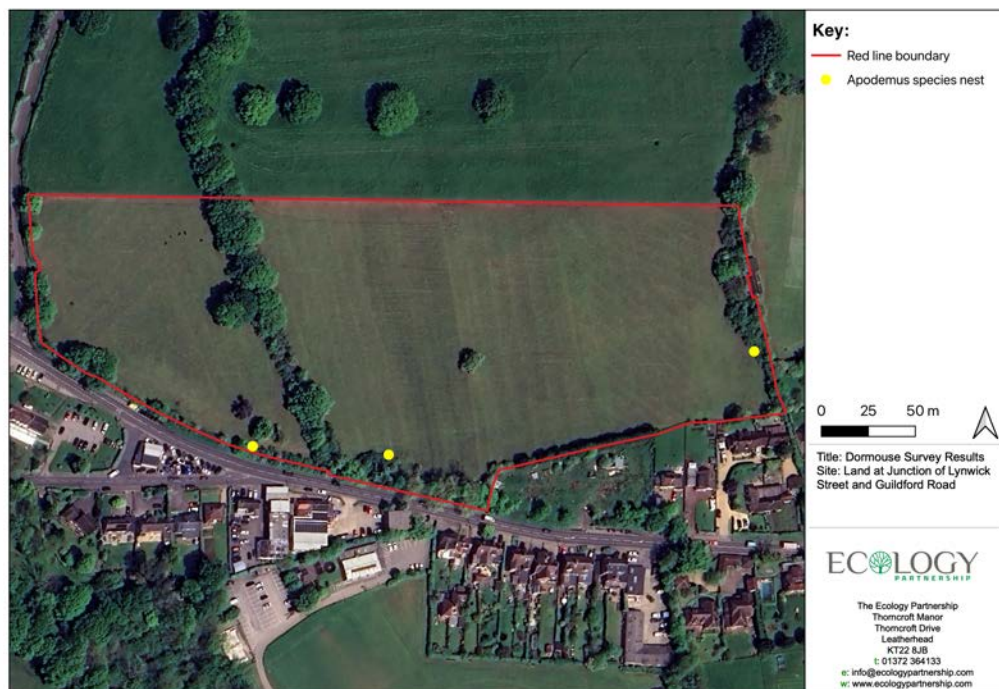 Key:
Red line boundary
Apodemus species nest
0 25 50 m
Title: Dormouse Survey Results
Site: Land at Junction of Lynwick
Street and Guildford Road
ECOLOGY
PARTNERSHIP
The Ecology Partnership
Thorncroft Manor
Thorncroft Drive
Leatherhead
KT22 8JB
t: 01372 364133
e: info@ecologypartnership.com
w: www.ecologypartnership.com